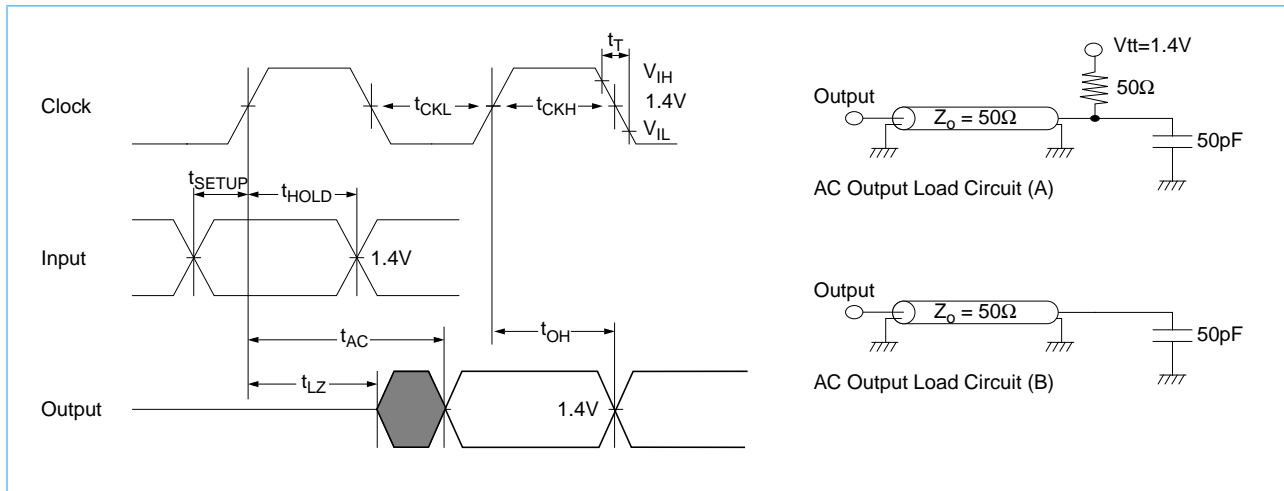 Clock
tT
VIH
1.4V
VIL
tCKL
tCKH
tSETUP
tHOLD
Input
1.4V
tAC
tOH
tLZ
Output
1.4V
Vtt=1.4V
50Ω
Output
Zo = 50Ω
50pF
AC Output Load Circuit (A)
Output
Zo = 50Ω
50pF
AC Output Load Circuit (B)